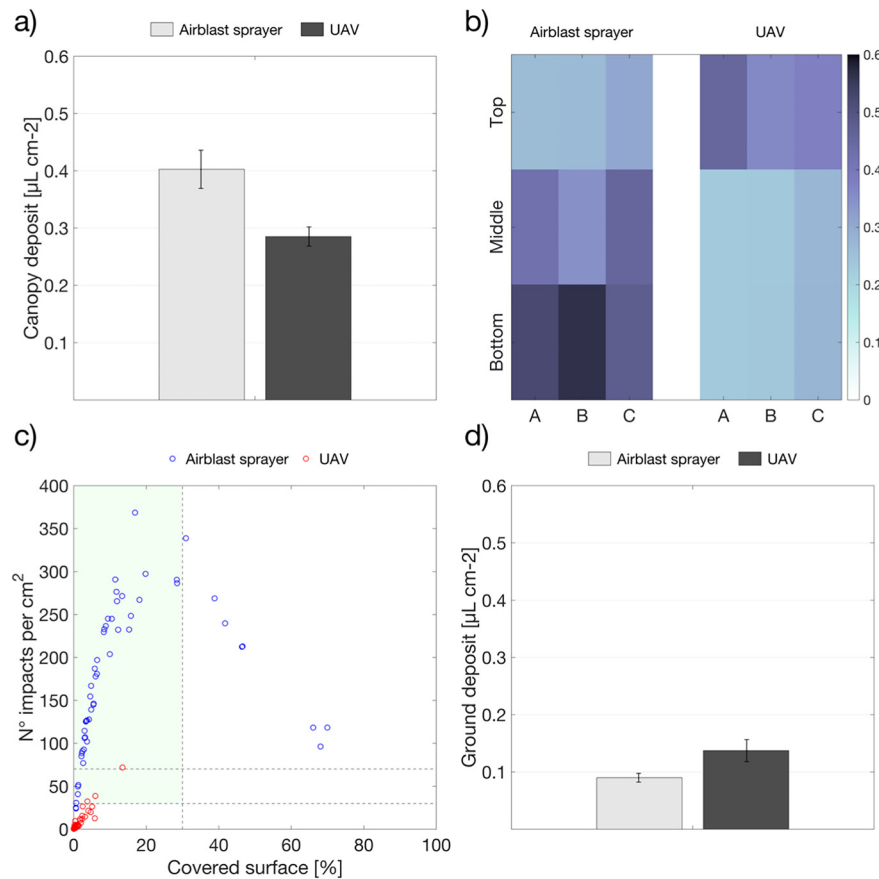 a)
Airblast sprayer UAV
Canopy deposit [µL cm-2]
0.6
0.5
0.4
0.3
0.2
0.1
b)
Airblast sprayer UAV
Top
Middle
Bottom
A B C A B C
0.6
0.5
0.4
0.3
0.2
0.1
0
c)
Airblast sprayer UAV
N° impacts per cm²
400
350
300
250
200
150
100
50
0
0 20 40 60 80 100
Covered surface [%]
d)
Airblast sprayer UAV
Ground deposit [µL cm-2]
0.6
0.5
0.4
0.3
0.2
0.1